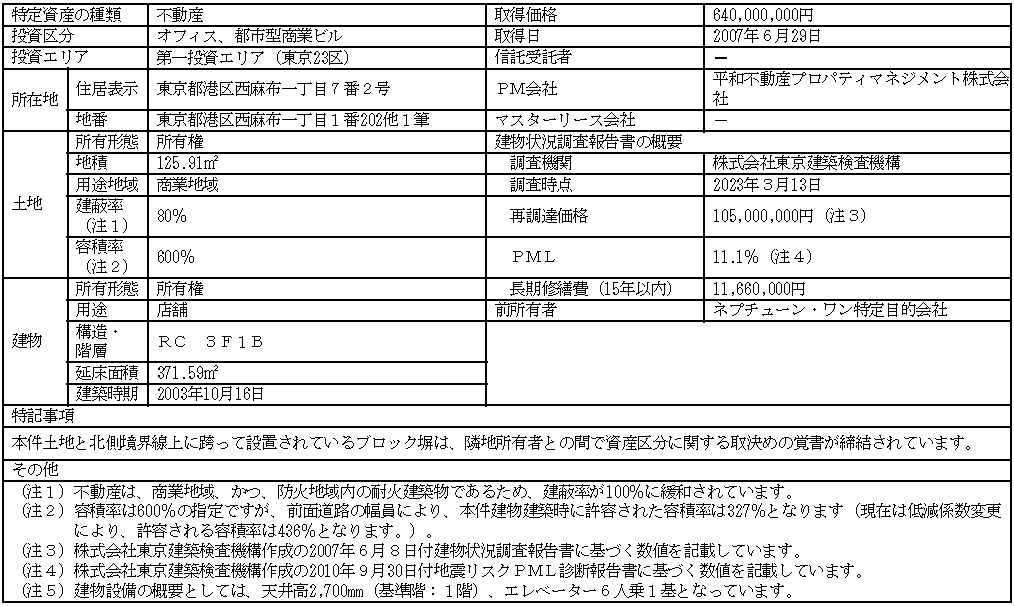 特定資産の種類 不動産 取得価格 640,000,000円
投資区分 オフィス、都市型商業ビル 取得日 2007年6月29日
投資エリア 第一投資エリア(東京23区) 信託受託者 ー
所在地 住居表示 東京都港区西麻布一丁目7番2号 PM会社 平和不動産プロパティマネジメント株式会社
地番 東京都港区西麻布一丁目1番202他1筆 マスターリース会社 -
土地 所有形態 所有権 建物状況調査報告書の概要
地積 125.91㎡ 調査機関 株式会社東京建築検査機構
用途地域 商業地域 調査時点 2023年3月13日
建蔽率(注1) 80% 再調達価格 105,000,000円(注3)
容積率(注2) 600% PML 11.1%(注4)
建物 所有形態 所有権 長期修繕費(15年以内) 11,660,000円
用途 店舗 前所有者 ネプチューン・ワン特定目的会社
構造・階層 RC 3F1B
延床面積 371.59㎡
建築時期 2003年10月16日
特記事項
本件土地と北側境界線上に跨って設置されているブロック塀は、隣地所有者との間で資産区分に関する取決めの覚書が締結されています。
その他
(注1)不動産は、商業地域、かつ、防火地域内の耐火建築物であるため、建蔽率が100%に緩和されています。
(注2)容積率は600%の指定ですが、前面道路の幅員により、本件建物建築時に許容された容積率は327%となります(現在は低減係数変更
により、許容される容積率は436%となります。)。
(注3)株式会社東京建築検査機構作成の2007年6月8日付建物状況調査報告書に基づく数値を記載しています。
(注4)株式会社東京建築検査機構作成の2010年9月30日付地震リスクPML診断報告書に基づく数値を記載しています。
(注5)建物設備の概要としては、天井高2,700mm(基準階:1階)、エレベーター6人乗1基となっています。